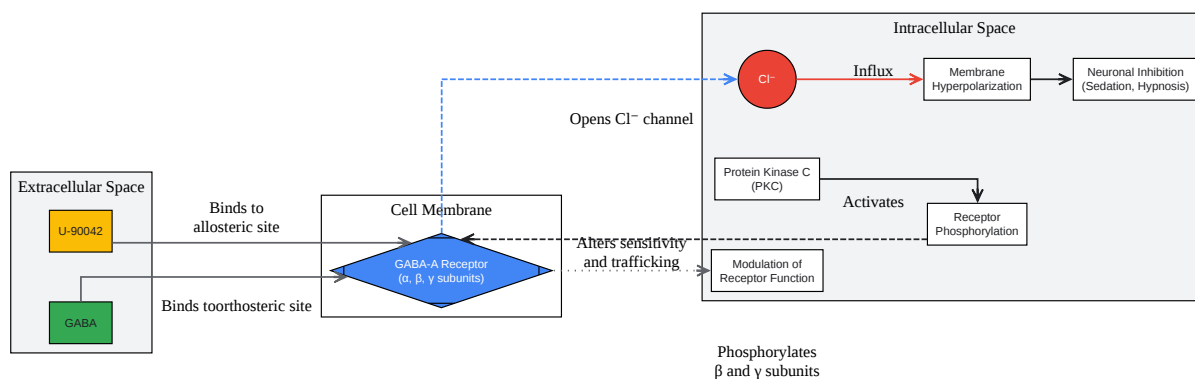 Intracellular Space
Cl⁻
Influx
Membrane
Hyperpolarization
Neuronal Inhibition
(Sedation, Hypnosis)
Opens Cl⁻ channel
Extracellular Space
U-90042
GABA
Binds to
allosteric site
Binds toorthosteric site
Cell Membrane
GABA-A Receptor
(α, β, γ subunits)
Protein Kinase C
(PKC)
Activates
Receptor
Phosphorylation
Alters sensitivity
and trafficking
Modulation of
Receptor Function
Phosphorylates
β and γ subunits